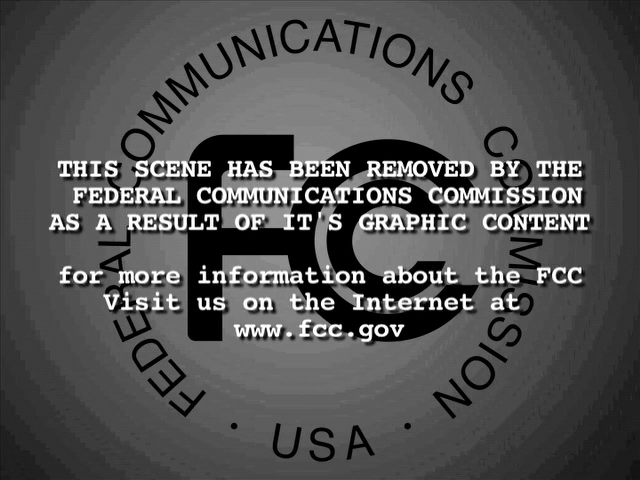 FEDERAL COMMUNICATIONS COMMISSION
· USA ·
FCC
THIS SCENE HAS BEEN REMOVED BY THE
FEDERAL COMMUNICATIONS COMMISSION
AS A RESULT OF IT'S GRAPHIC CONTENT
for more information about the FCC
Visit us on the Internet at
www.fcc.gov